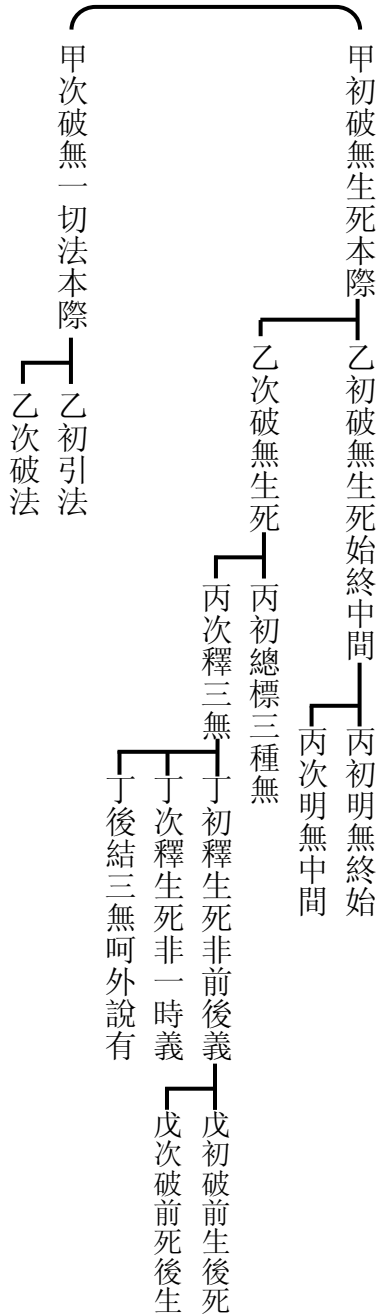 甲初破無生死本際
乙初破無生死始終中間
丙初明無終始
丙次明無中間
乙次破無生死
丙初總標三種無
丙次釋三無
丁初釋生死非前後義
戊初破前生後死
戊次破前死後生
丁次釋生死非一時義
丁後結三無呵外說有
甲次破無一切法本際
乙初引法
乙次破法